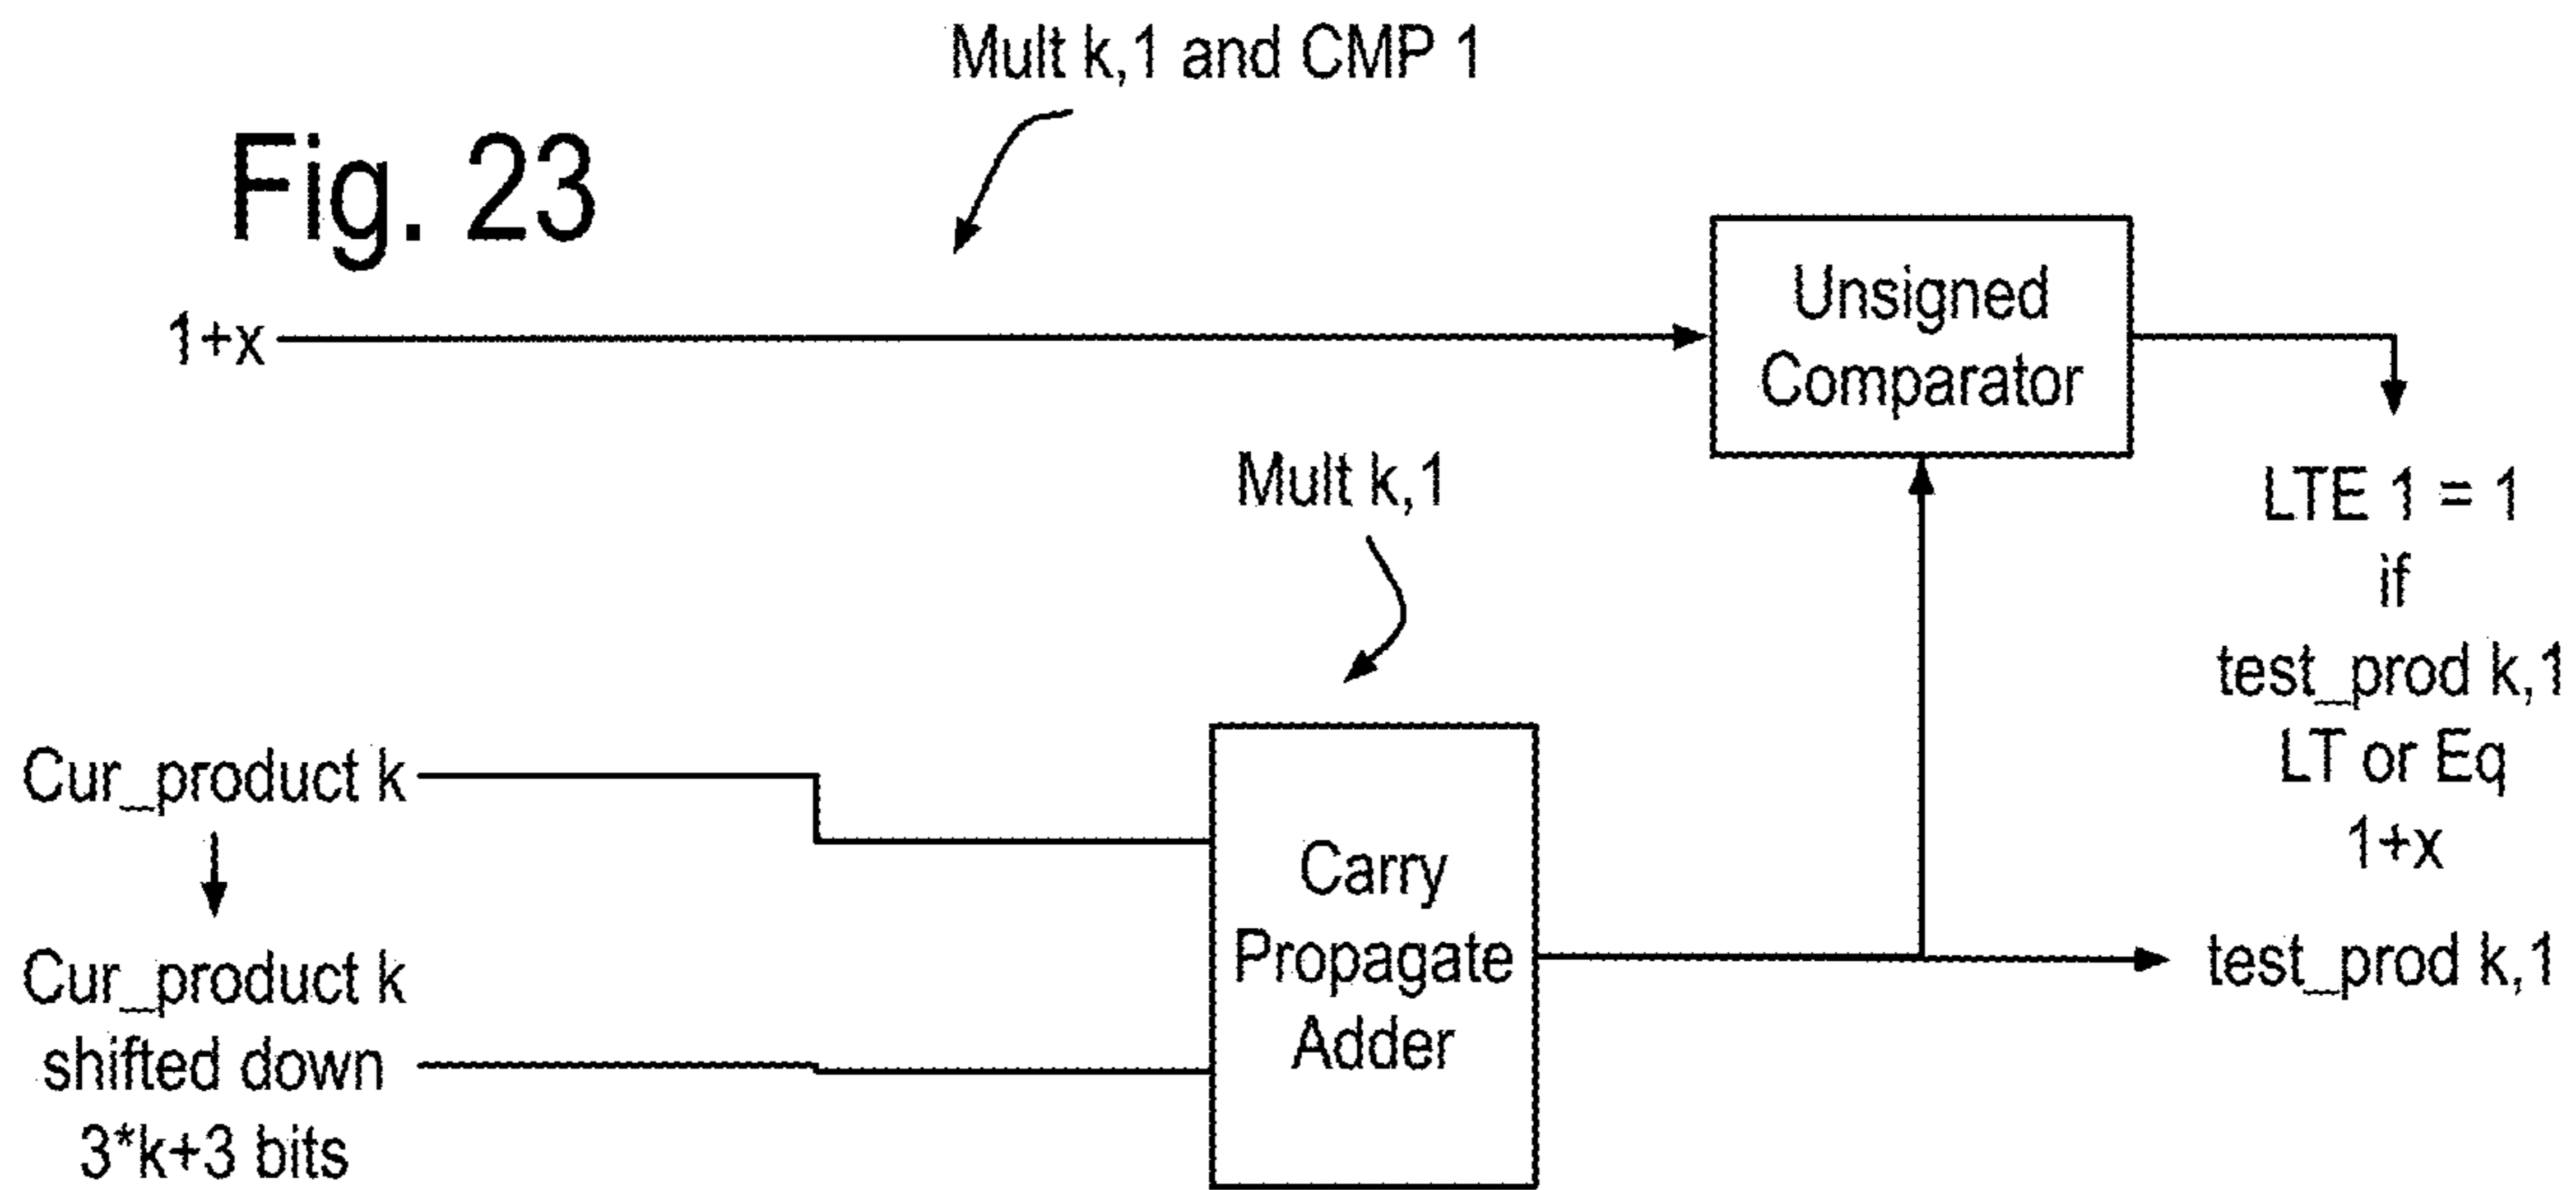 Mult k,1 and CMP 1
Fig. 23
1+x
Unsigned
Comparator
Mult k,1
LTE 1 = 1
if
test_prod k,1
LT or Eq
1+x
Cur_product k
Cur_product k
shifted down
3*k+3 bits
Carry
Propagate
Adder
test_prod k,1